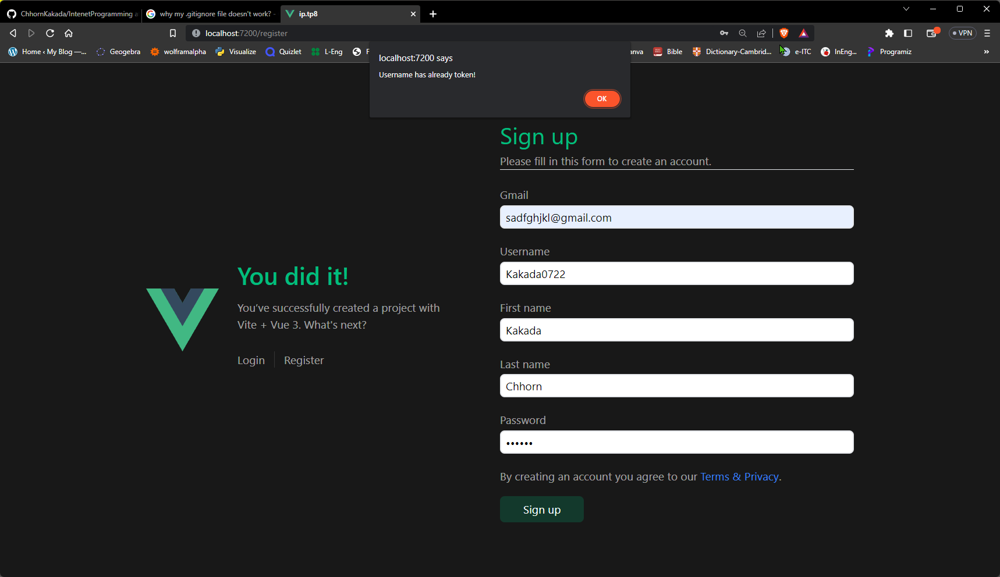 ChhornKakada/IntenetProgramming
why my .gitignore file doesn't work? -
ip.tp8
localhost:7200/register
VPN
Home ‹ My Blog —...
Geogebra
wolframalpha
Visualize
Quizlet
L-Eng
F
anva
Bible
Dictionary-Cambrid...
e-ITC
InEng...
Programiz
»
localhost:7200 says
Username has already token!
OK
Sign up
Please fill in this form to create an account.
Gmail
sadfghjkl@gmail.com
Username
Kakada0722
First name
Kakada
Last name
Chhorn
Password
••••••
By creating an account you agree to our Terms & Privacy.
Sign up
You did it!
You’ve successfully created a project with
Vite + Vue 3. What's next?
Login
Register